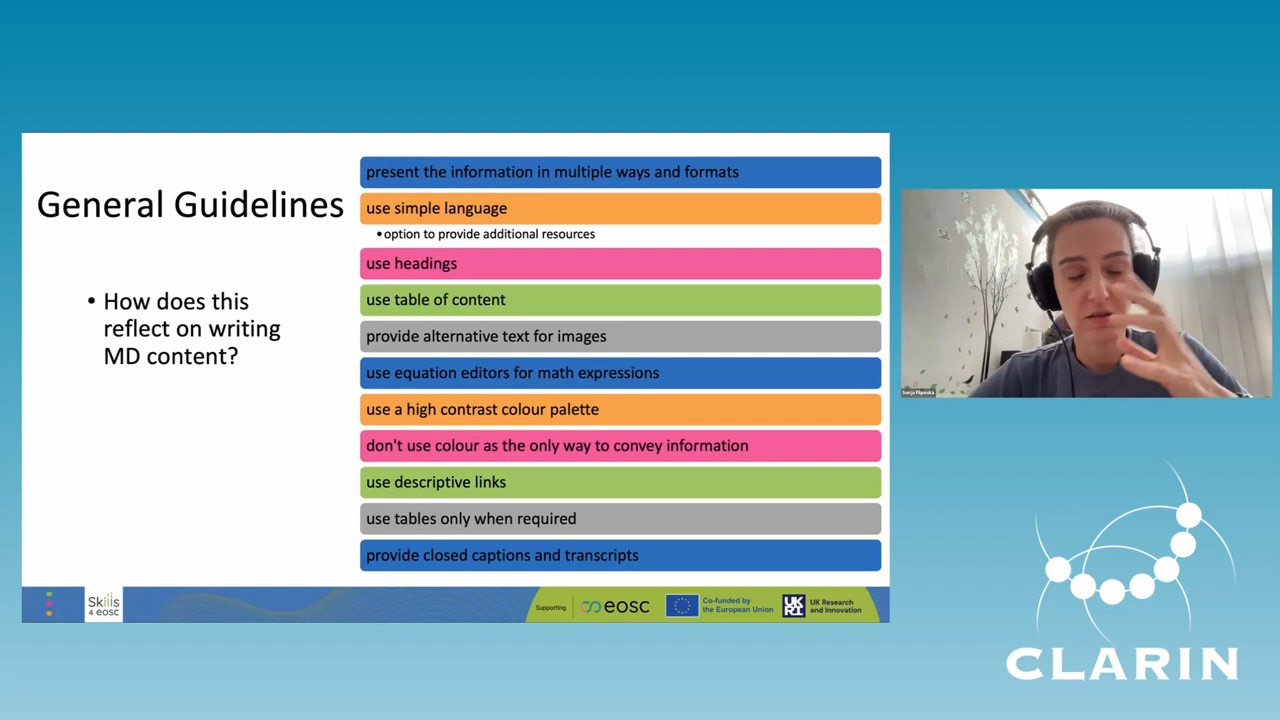 General Guidelines
• How does this
reflect on writing
MD content?
present the information in multiple ways and formats
use simple language
• option to provide additional resources
use headings
use table of content
provide alternative text for images
use equation editors for math expressions
use a high contrast colour palette
don't use colour as the only way to convey information
use descriptive links
use tables only when required
provide closed captions and transcripts
Skills
4 eosc
Supporting
eosc
Co-funded by
the European Union
UK
RI
UK Research
and Innovation
Sonja Filiposka
CLARIN